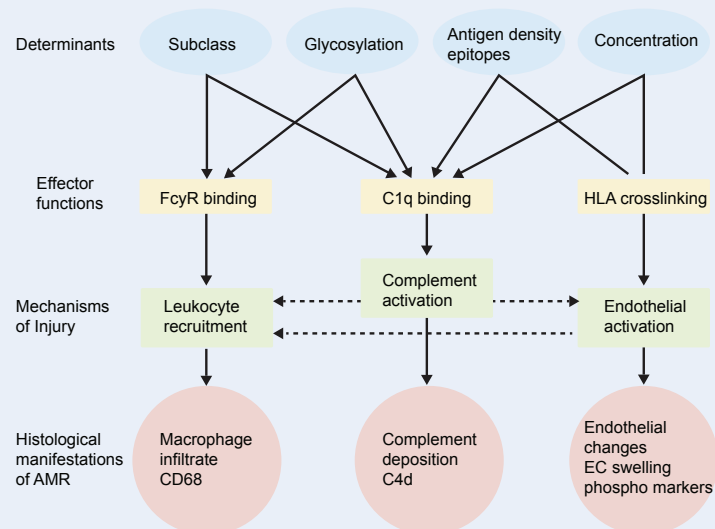 Determinants
Subclass
Glycosylation
Antigen density
epitopes
Concentration
Effector
functions
FcyR binding
C1q binding
HLA crosslinking
Mechanisms
of Injury
Leukocyte
recruitment
Complement
activation
Endothelial
activation
Histological
manifestations
of AMR
Macrophage
infiltrate
CD68
Complement
deposition
C4d
Endothelial
changes
EC swelling
phospho markers